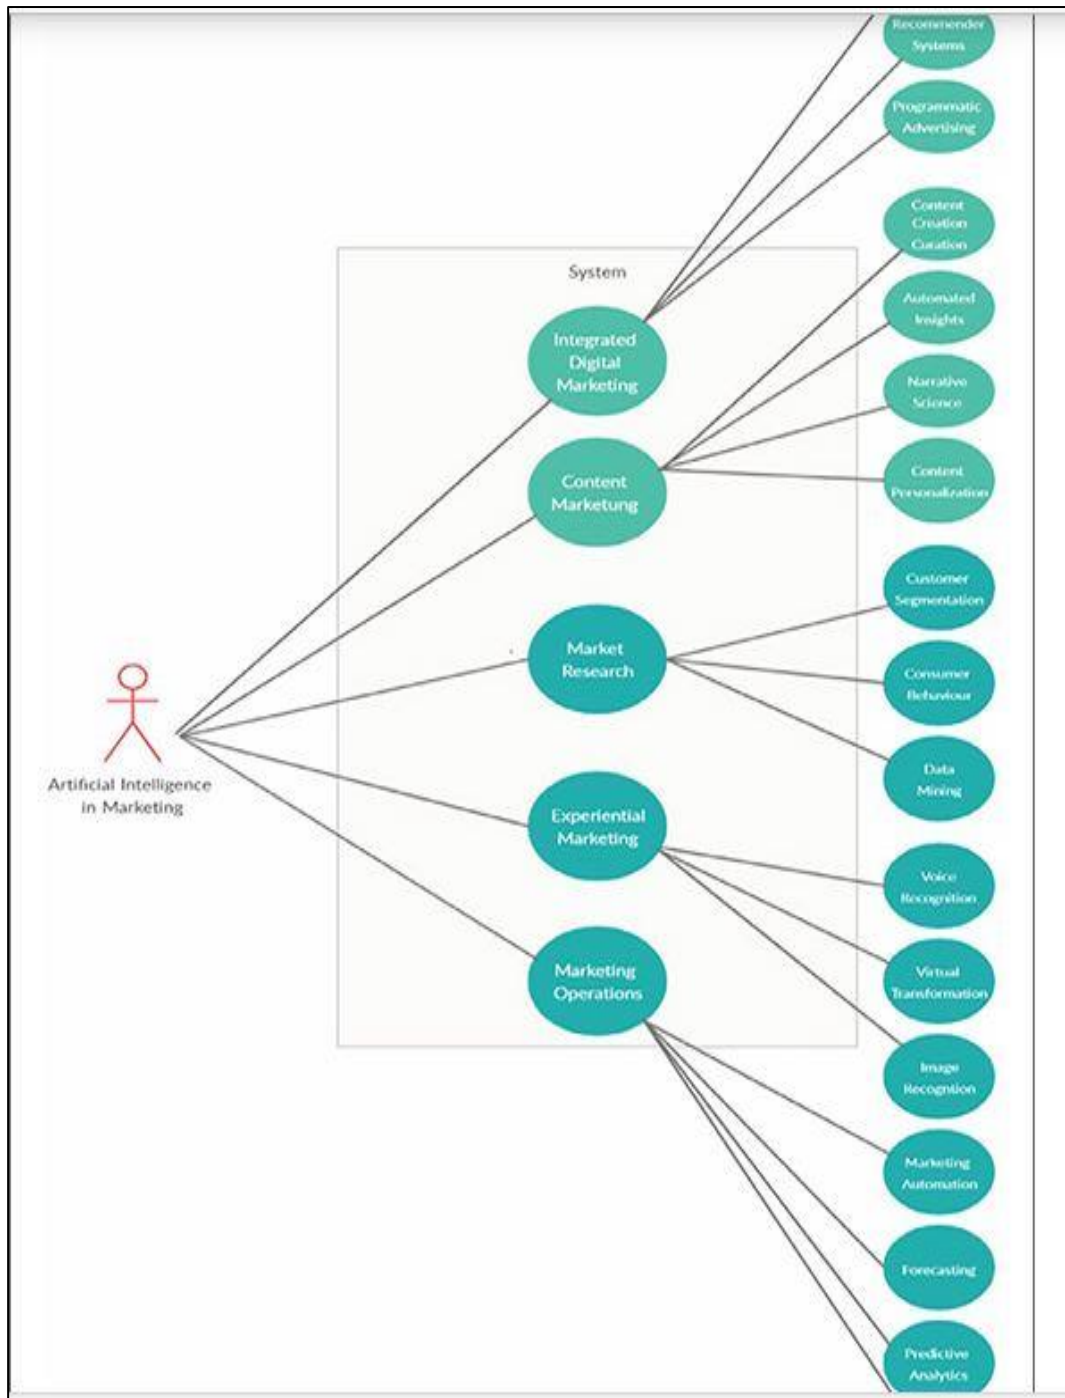 Recommender
Systems
Programmatic
Advertising
Content
Creation
Curation
System
Automated
Insights
Integrated
Digital
Marketing
Narrative
Science
Content
Marketung
Content
Personalization
Customer
Segmentation
Market
Research
Consumer
Behaviour
Artificial Intelligence
in Marketing
Data
Mining
Experiential
Marketing
Voice
Recognition
Marketing
Operations
Virtual
Transformation
Image
Recogntion
Marketing
Automation
Forecasting
Predictive
Analytics